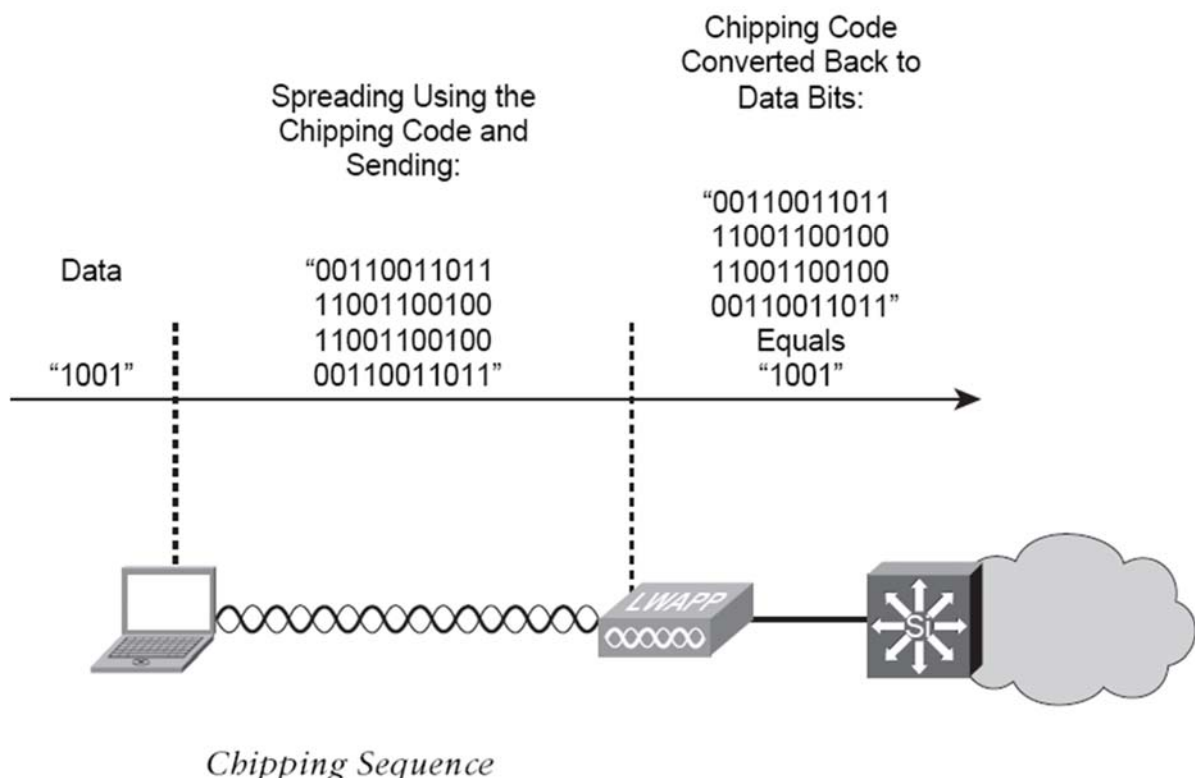 Chipping Code
Converted Back to
Data Bits:
Spreading Using the
Chipping Code and
Sending:
“00110011011
11001100100
11001100100
00110011011”
Equals
“1001”
Data
“1001”
“00110011011
11001100100
11001100100
00110011011”
LWAPP
Si
Chipping Sequence